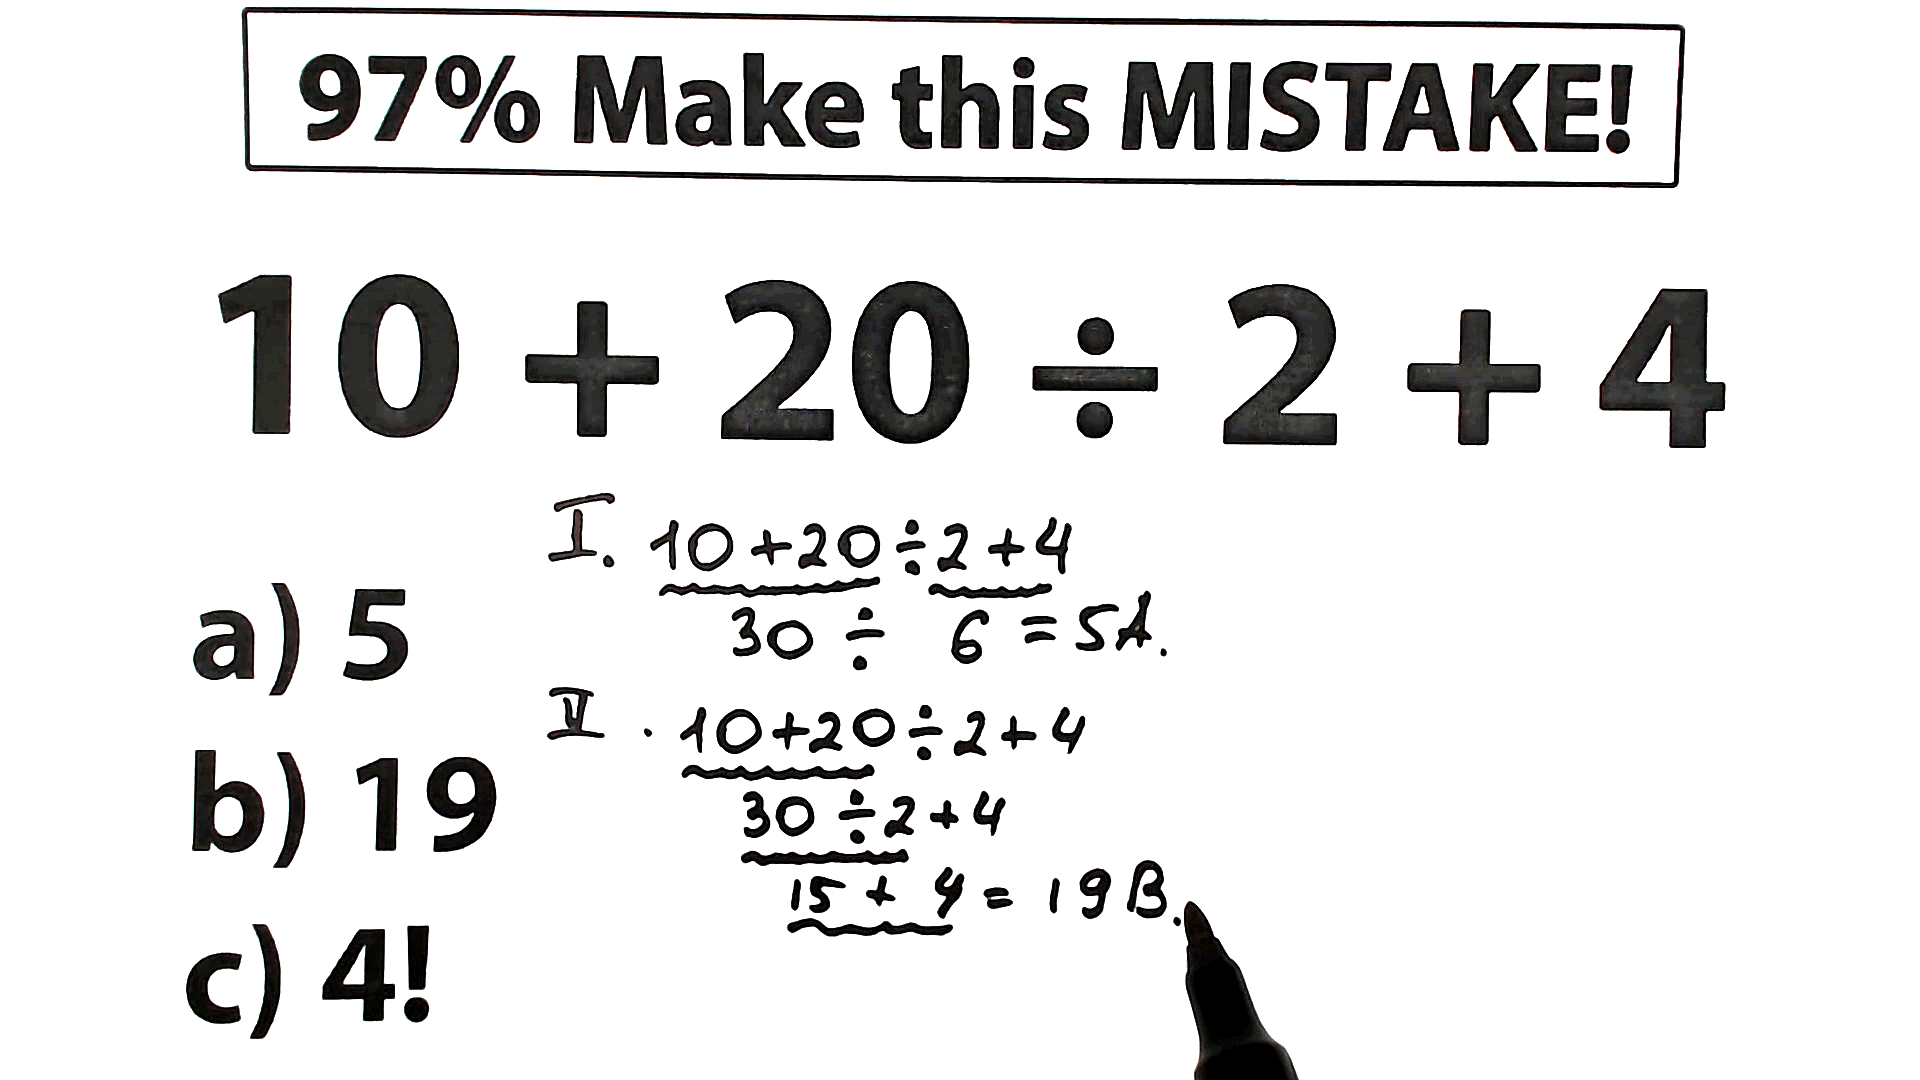 97% Make this MISTAKE!
10 + 20 ÷ 2 + 4
a) 5
b) 19
c) 4!
I. 10+20÷2+4
30 ÷ 6 = 5A.
II. 10+20÷2+4
30÷2+4
15+4=19B.